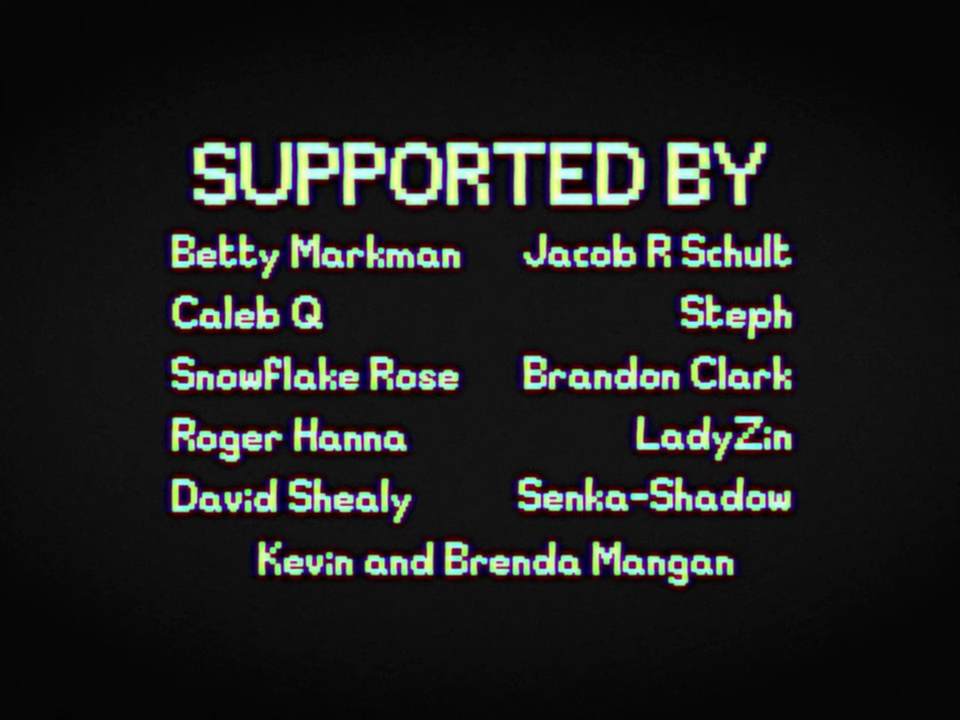 SUPPORTED BY
Betty Markman Jacob R Schult
Caleb Q Steph
Snowflake Rose Brandon Clark
Roger Hanna LadyZin
David Shealy Senka-Shadow
Kevin and Brenda Mangan